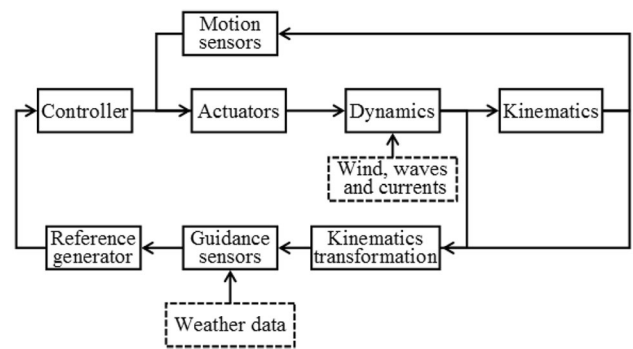 Motion
sensors
Controller
Actuators
Dynamics
Kinematics
Wind, waves
and currents
Reference
generator
Guidance
sensors
Kinematics
transformation
Weather data